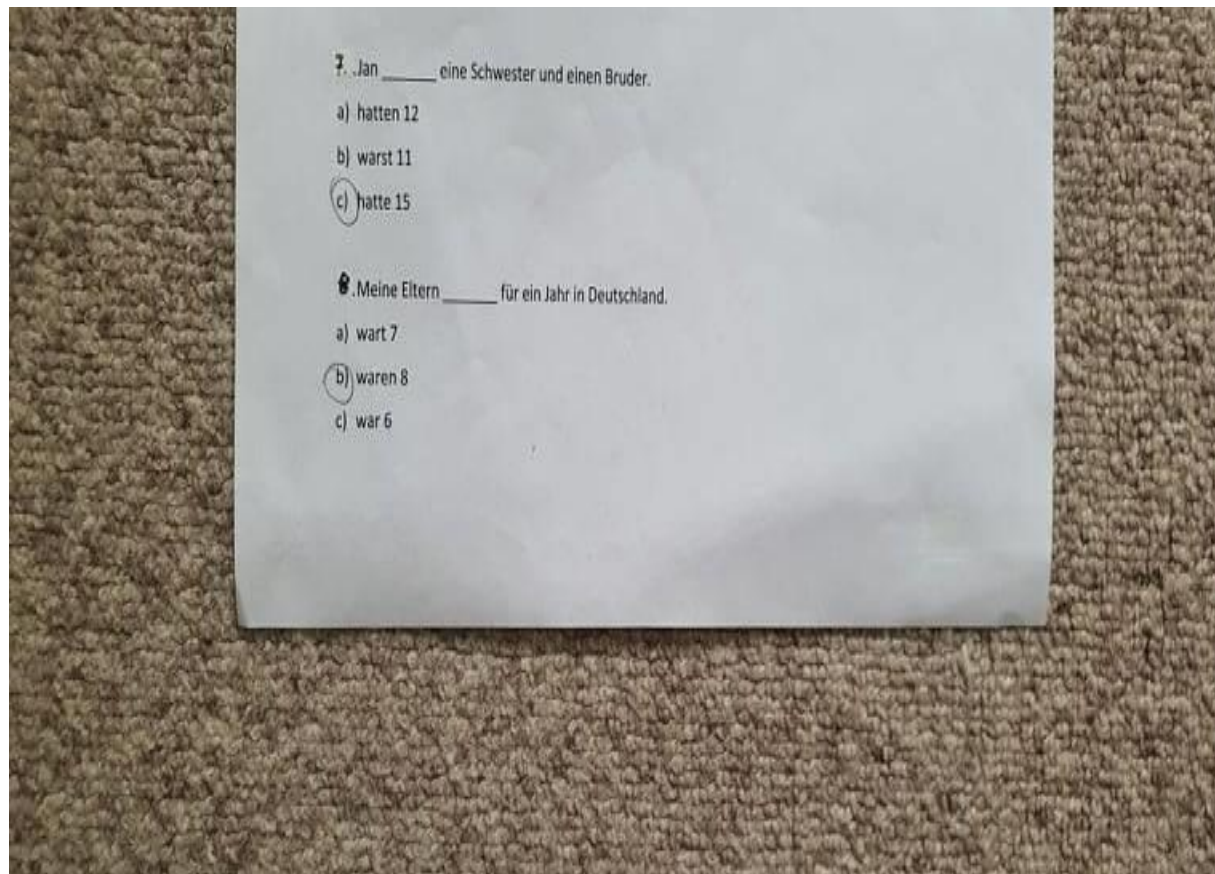 7. Jan ______ eine Schwester und einen Bruder.
a) hatten 12
b) warst 11
c) hatte 15
8. Meine Eltern ______ für ein Jahr in Deutschland.
a) wart 7
b) waren 8
c) war 6